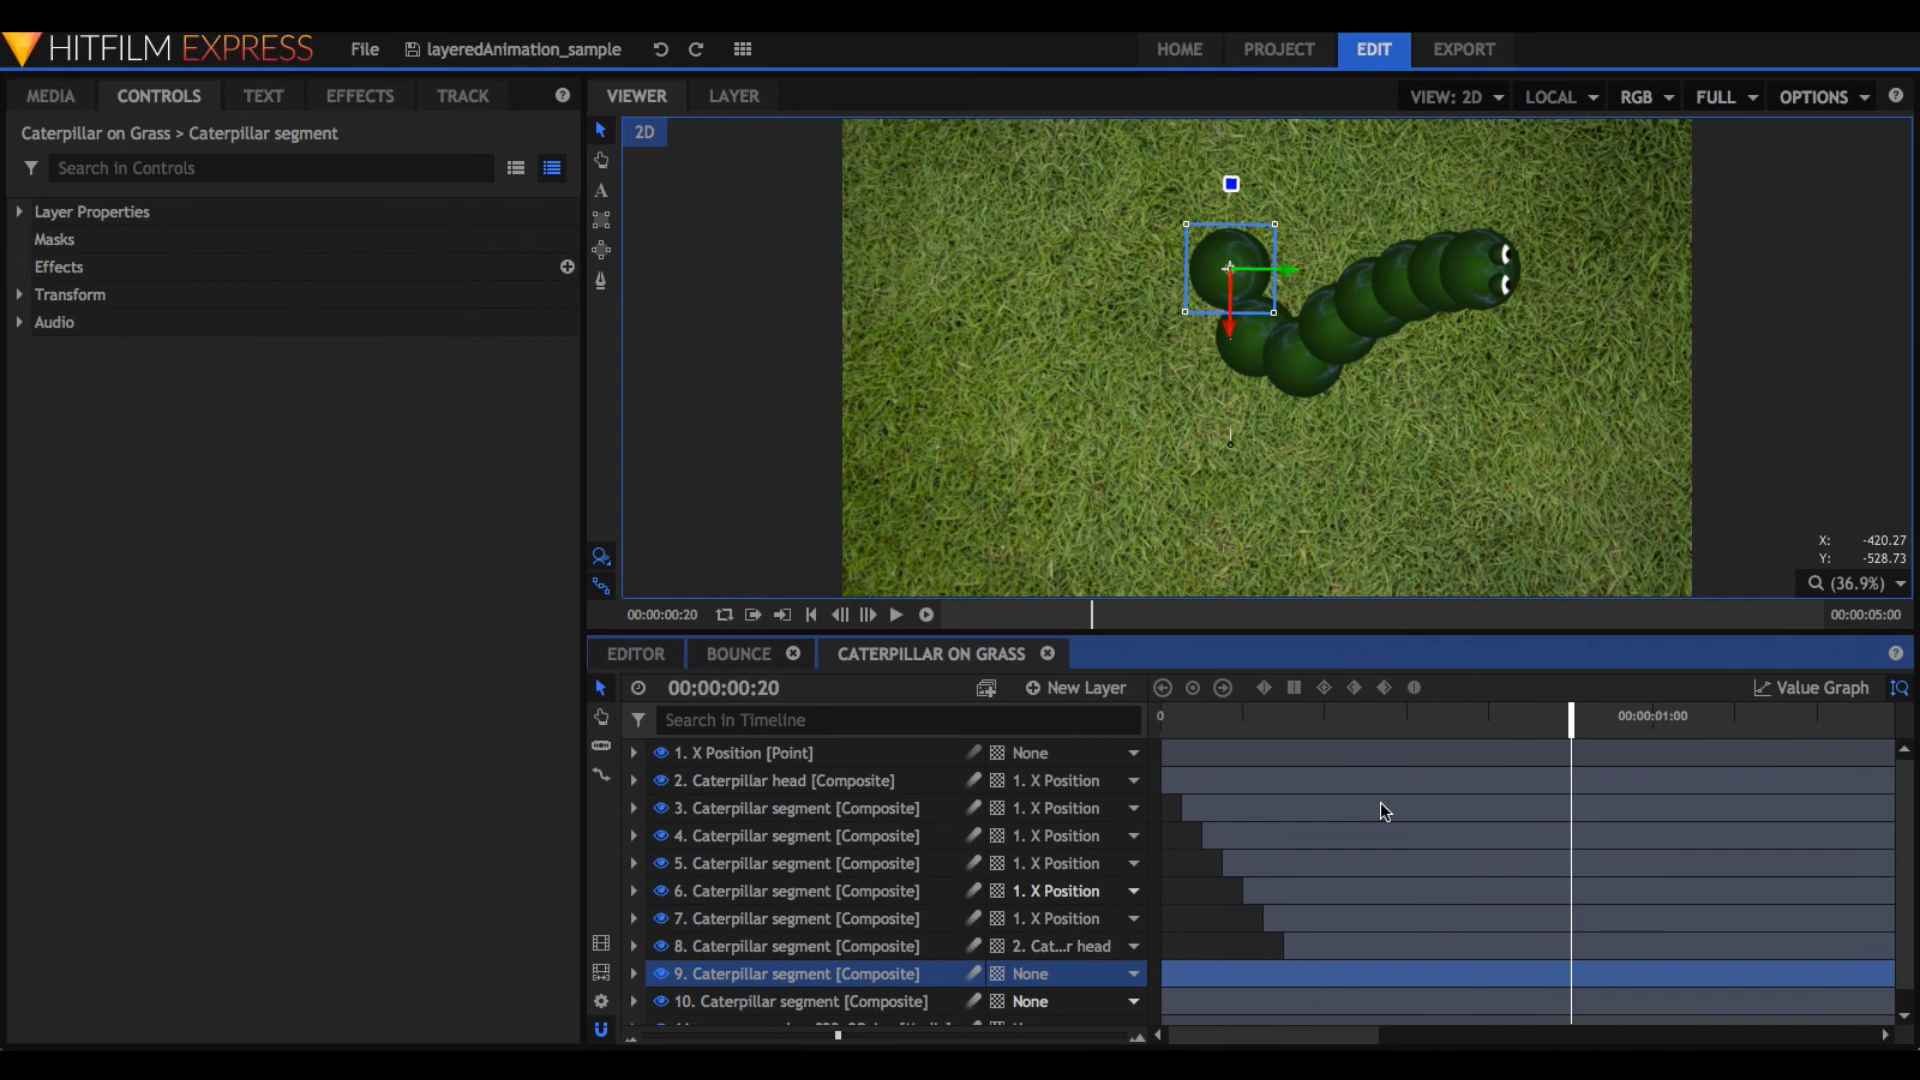 HITFILM EXPRESS File layeredAnimation_sample HOME PROJECT EDIT EXPORT
MEDIA CONTROLS TEXT EFFECTS TRACK
VIEWER LAYER VIEW: 2D LOCAL RGB FULL OPTIONS
Caterpillar on Grass > Caterpillar segment
Search in Controls
Layer Properties
Masks
Effects
Transform
Audio
2D
X: -420.27
Y: -528.73
(36.9%)
00:00:00:20 00:00:05:00
EDITOR BOUNCE CATERPILLAR ON GRASS
00:00:00:20 New Layer Value Graph
Search in Timeline 0 00:00:01:00
1. X Position [Point] None
2. Caterpillar head [Composite] 1. X Position
3. Caterpillar segment [Composite] 1. X Position
4. Caterpillar segment [Composite] 1. X Position
5. Caterpillar segment [Composite] 1. X Position
6. Caterpillar segment [Composite] 1. X Position
7. Caterpillar segment [Composite] 1. X Position
8. Caterpillar segment [Composite] 2. Cat...r head
9. Caterpillar segment [Composite] None
10. Caterpillar segment [Composite] None